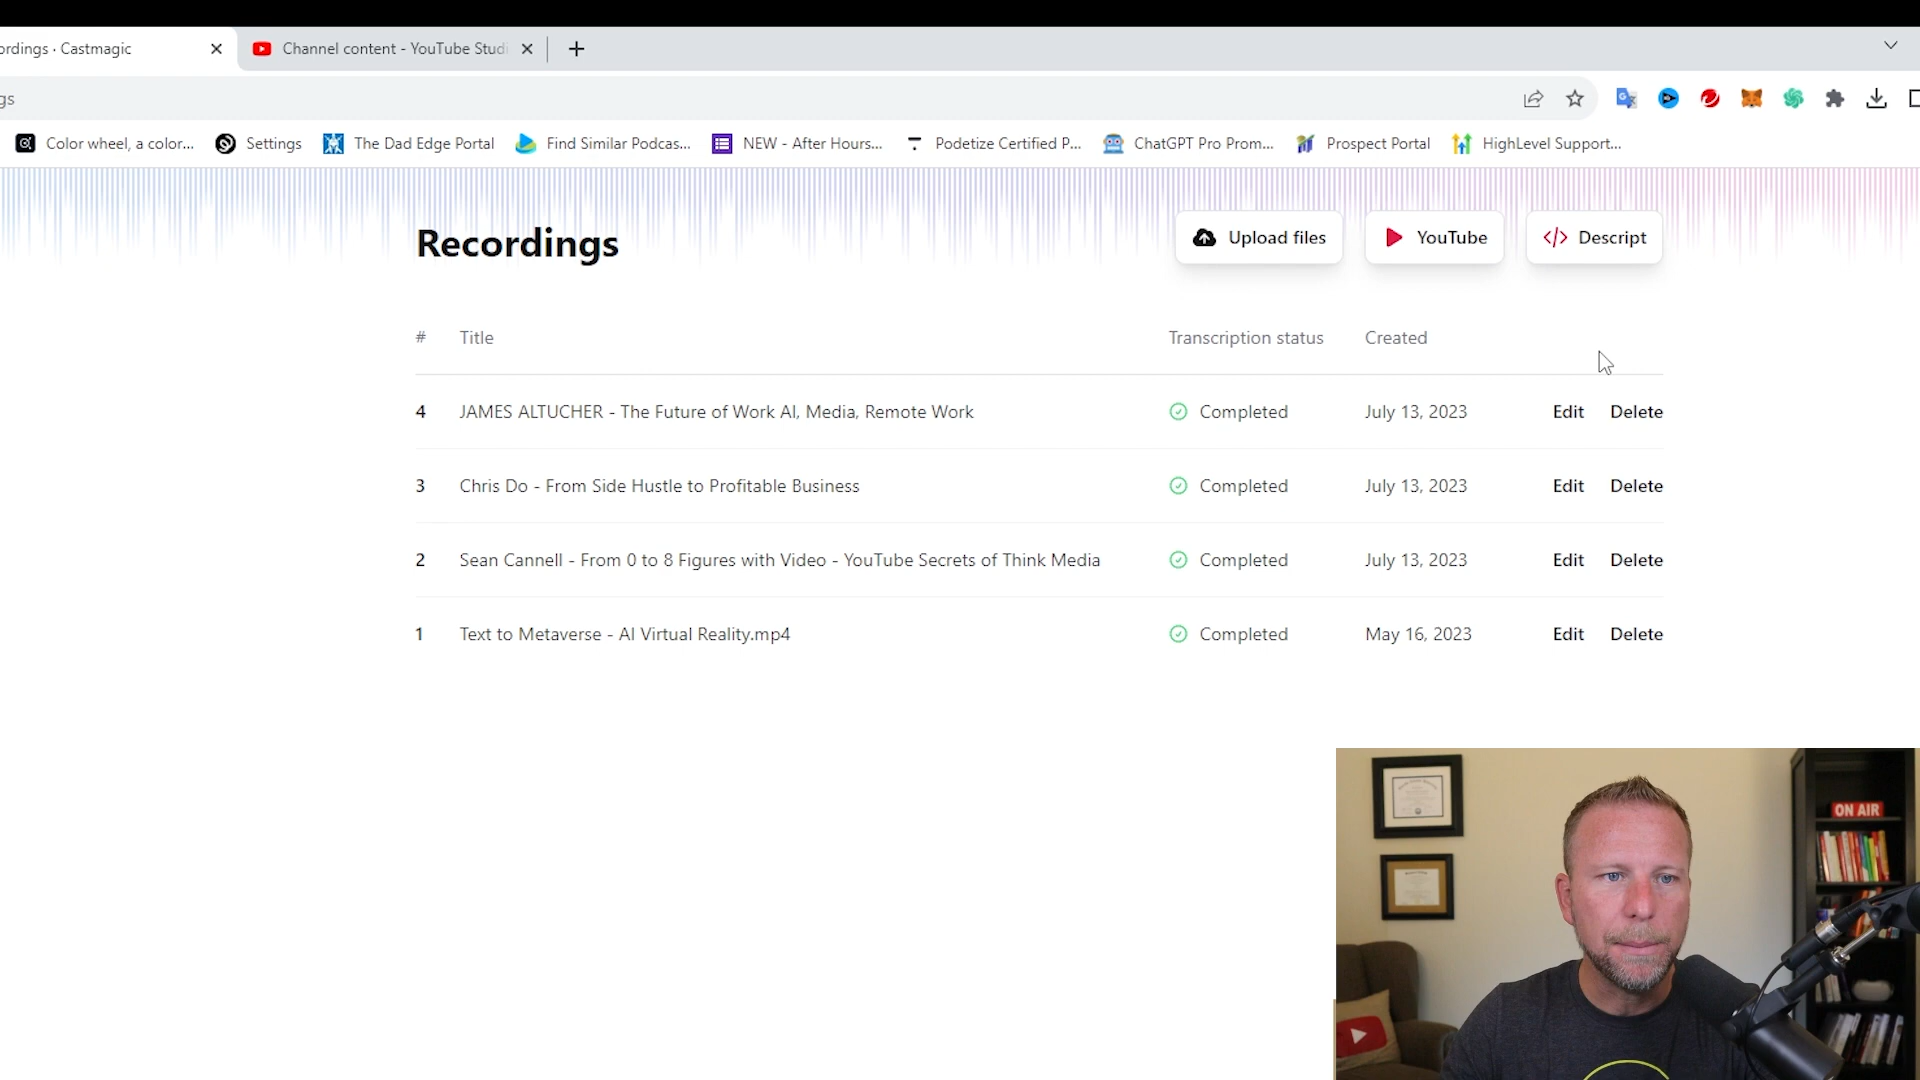 ordings · Castmagic
Channel content - YouTube Studi
gs
Color wheel, a color...
Settings
The Dad Edge Portal
Find Similar Podcas...
NEW - After Hours...
Podetize Certified P...
ChatGPT Pro Prom...
Prospect Portal
HighLevel Support...
Recordings
Upload files
YouTube
Descript
# Title Transcription status Created
4 JAMES ALTUCHER - The Future of Work AI, Media, Remote Work Completed July 13, 2023 Edit Delete
3 Chris Do - From Side Hustle to Profitable Business Completed July 13, 2023 Edit Delete
2 Sean Cannell - From 0 to 8 Figures with Video - YouTube Secrets of Think Media Completed July 13, 2023 Edit Delete
1 Text to Metaverse - AI Virtual Reality.mp4 Completed May 16, 2023 Edit Delete
ON AIR